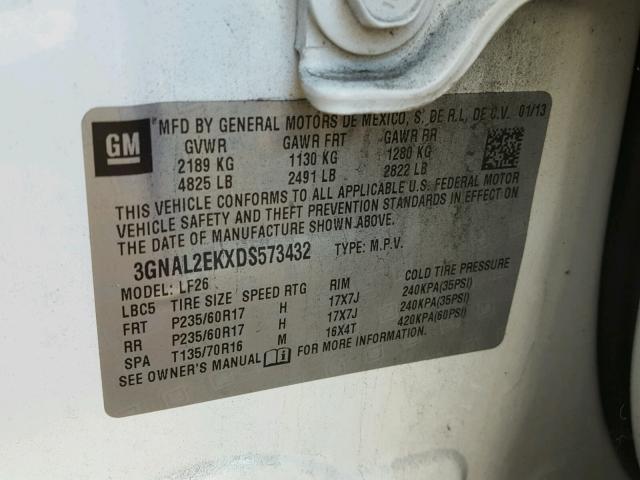 GM
MFD BY GENERAL MOTORS DE MEXICO, S. DE R.L, DE C.V. 01/13
GVWR GAWR FRT GAWR RR
2189 KG 1130 KG 1280 KG
4825 LB 2491 LB 2822 LB
THIS VEHICLE CONFORMS TO ALL APPLICABLE U.S. FEDERAL MOTOR
VEHICLE SAFETY AND THEFT PREVENTION STANDARDS IN EFFECT ON
THE DATE OF MANUFACTURE SHOWN ABOVE.
3GNAL2EKXDS573432 TYPE: M.P.V.
MODEL: LF26
LBC5 TIRE SIZE SPEED RTG RIM COLD TIRE PRESSURE
FRT P235/60R17 H 17X7J 240KPA(35PSI)
RR P235/60R17 H 17X7J 240KPA(35PSI)
SPA T135/70R16 M 16X4T 420KPA(60PSI)
SEE OWNER'S MANUAL FOR MORE INFORMATION.